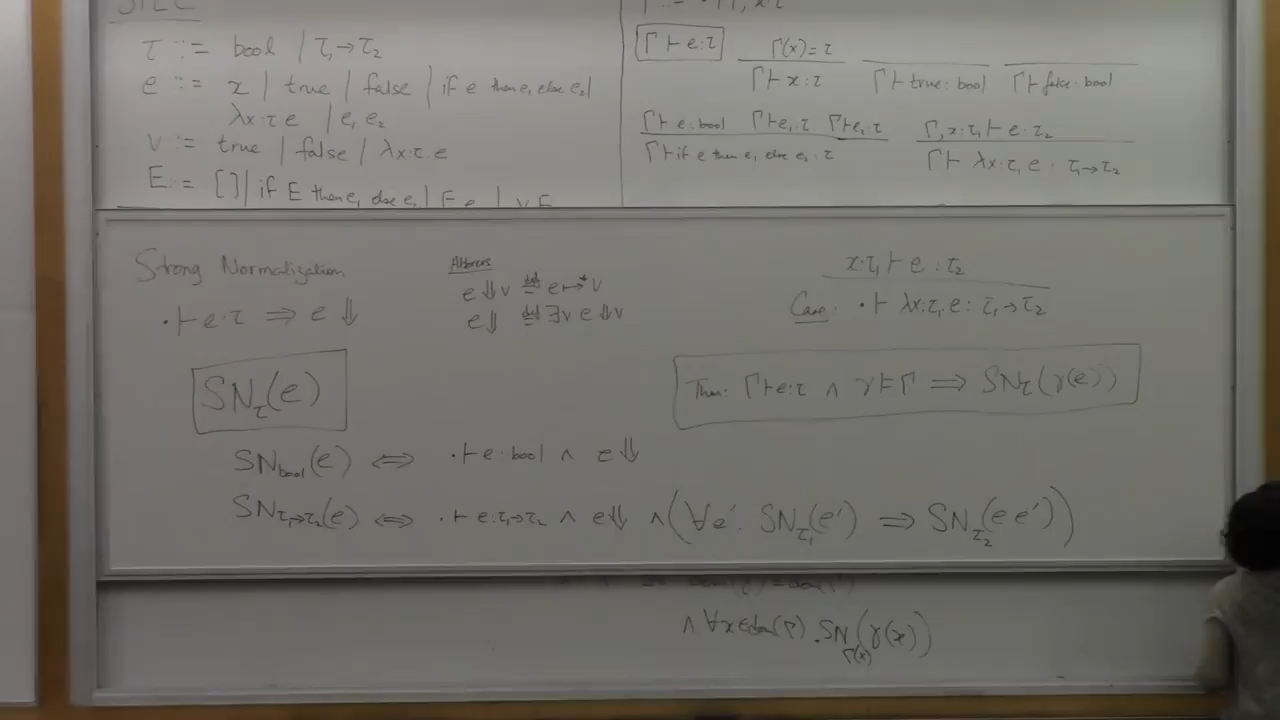 STLC
τ ::= bool | τ₁→τ₂
e ::= x | true | false | if e then e₁ else e₂ |
λx:τ.e | e₁ e₂
v ::= true | false | λx:τ.e
E ::= [] | if E then e₁ else e₂ | E e | v E
Γ ::= · | Γ, x:τ
Γ ⊢ e:τ
Γ(x)=τ
Γ ⊢ x:τ
Γ ⊢ true:bool
Γ ⊢ false:bool
Γ ⊢ e:bool Γ ⊢ e₁:τ Γ ⊢ e₂:τ
Γ ⊢ if e then e₁ else e₂:τ
Γ, x:τ₁ ⊢ e:τ₂
Γ ⊢ λx:τ₁.e : τ₁→τ₂
Strong Normalization
· ⊢ e:τ ⇒ e ⇓
e ⇓ v ≝ e ↦* v
e ⇓ ≝ ∃v e ⇓ v
x:τ₁ ⊢ e : τ₂
Case: · ⊢ λx:τ₁.e : τ₁→τ₂
SN_τ(e)
Thm: Γ ⊢ e:τ ∧ γ ⊨ Γ ⇒ SN_τ(γ(e))
SN_bool(e) ⇔ · ⊢ e:bool ∧ e ⇓
SN_τ₁→τ₂(e) ⇔ · ⊢ e:τ₁→τ₂ ∧ e ⇓ ∧ (∀e'. SN_τ₁(e') ⇒ SN_τ₂(e e'))
dom(γ)=dom(Γ)
∧ ∀x∈dom(Γ). SN_Γ(x)(γ(x))